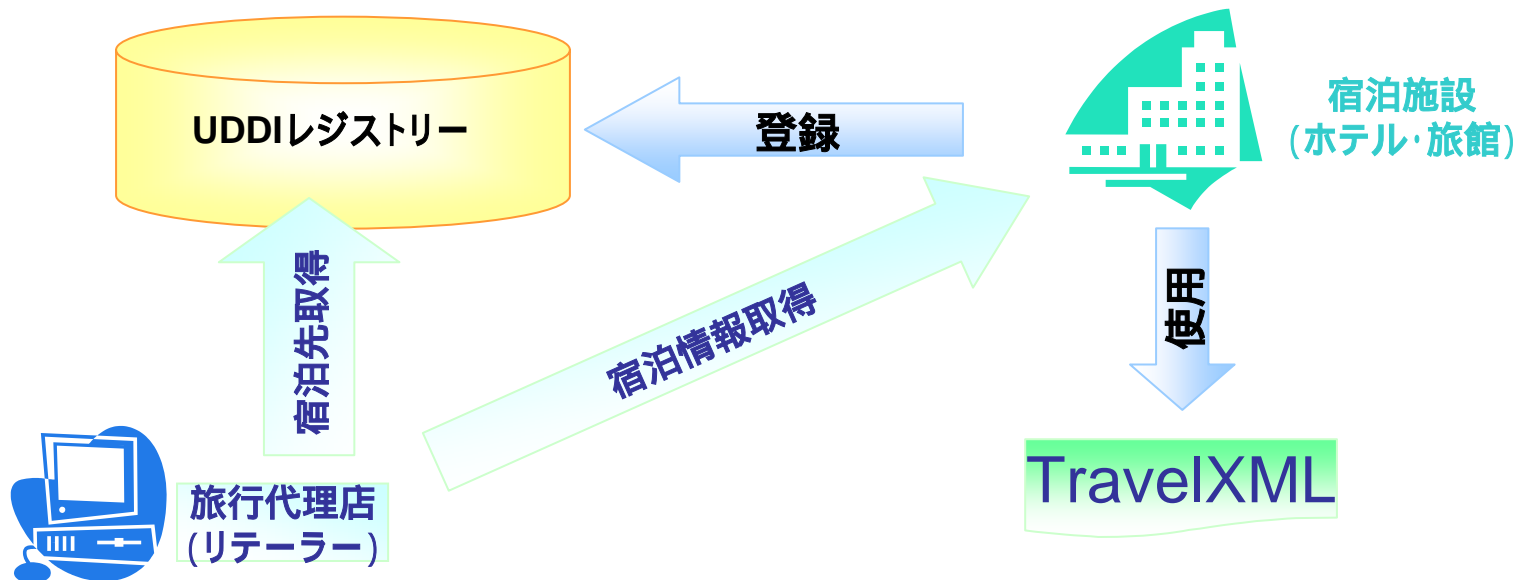 UDDIレジストリー
登録
宿泊施設
(ホテル・旅館)
宿泊先取得
宿泊情報取得
使用
旅行代理店
(リテーラー)
TravelXML